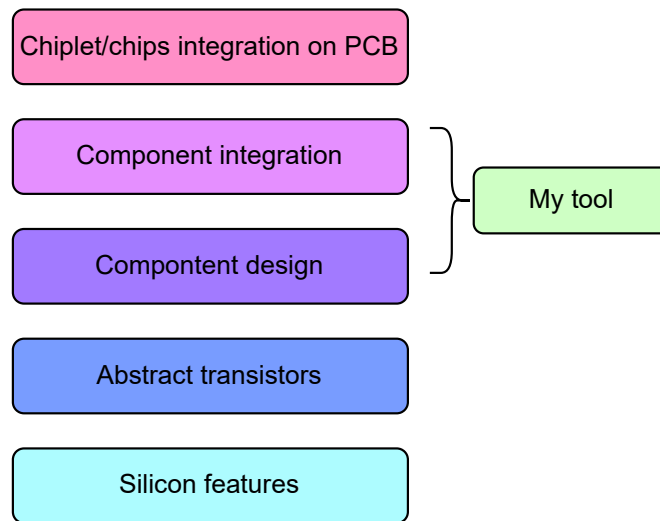 Chiplet/chips integration on PCB
Component integration
My tool
Compontent design
Abstract transistors
Silicon features